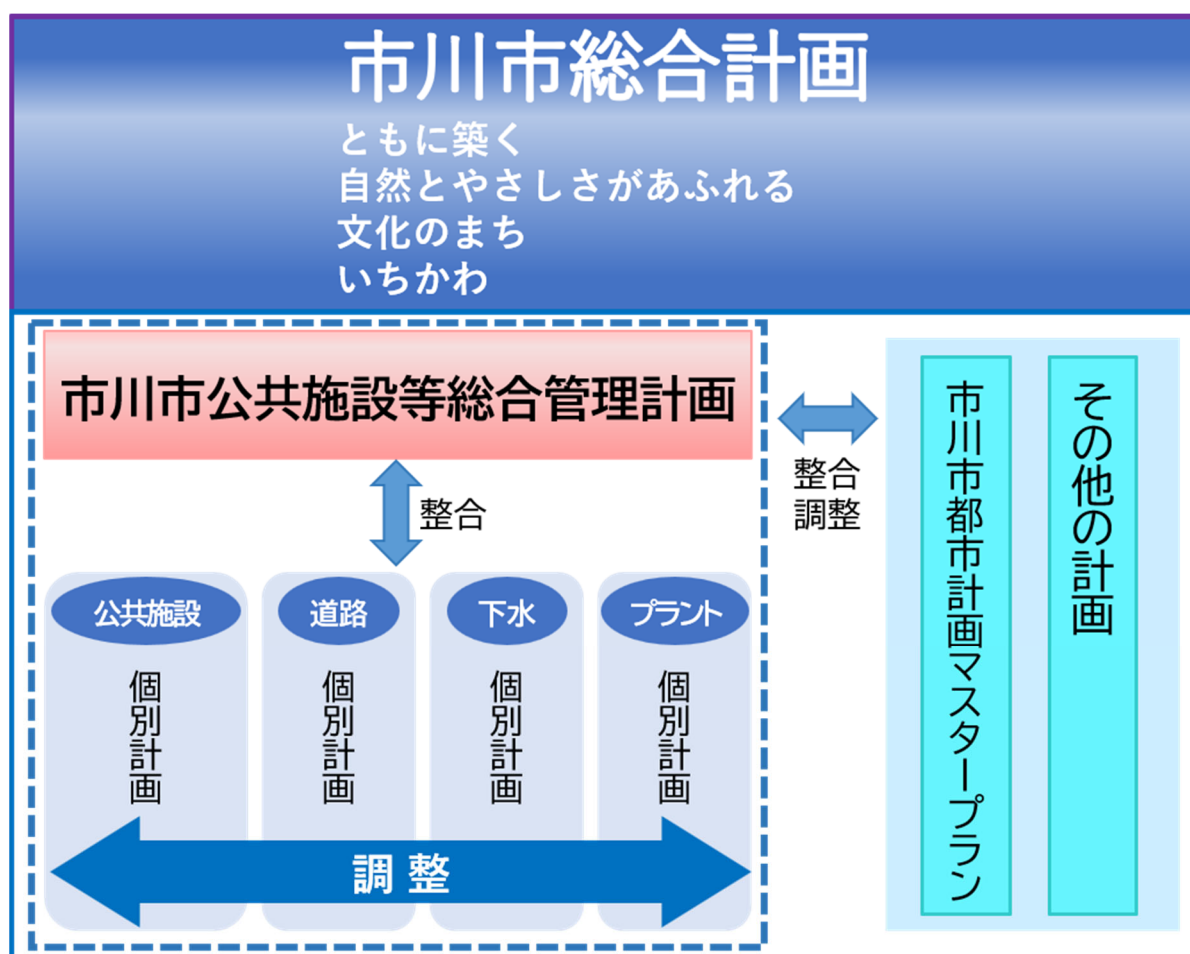 市川市総合計画
ともに築く
自然とやさしさがあふれる
文化のまち
いちかわ
市川市公共施設等総合管理計画
整合
調整
整合
公共施設
個別計画
道路
個別計画
下水
個別計画
プラント
個別計画
調整
市川市都市計画マスタープラン
その他の計画